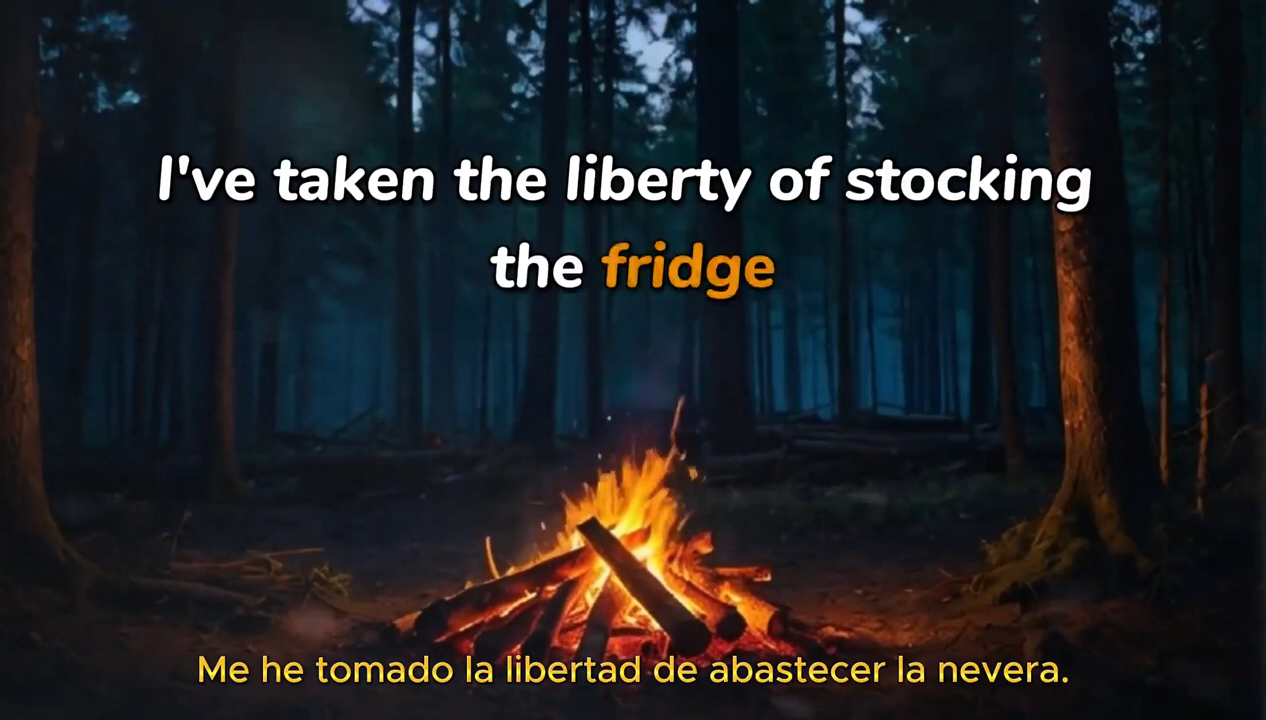 I've taken the liberty of stocking
the fridge
Me he tomado la libertad de abastecer la nevera.